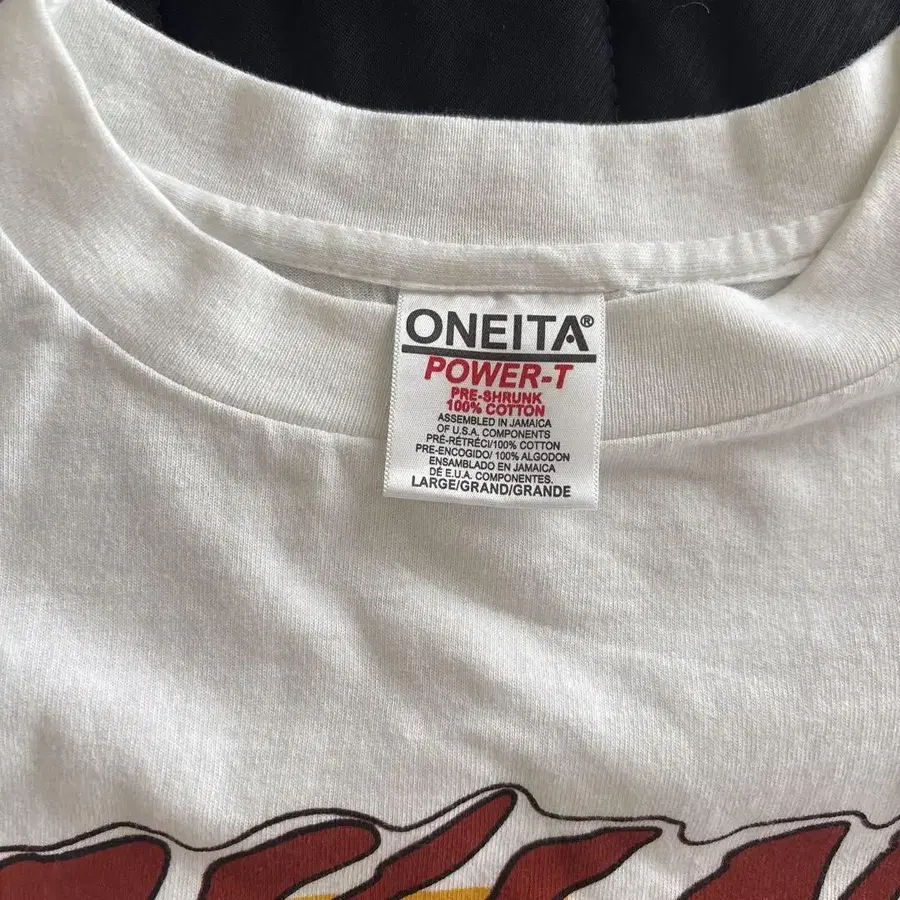 ONEITA®
POWER-T
PRE-SHRUNK
100% COTTON
ASSEMBLED IN JAMAICA
OF U.S.A. COMPONENTS
PRÉ-RÉTRÉCI/100% COTTON
PRE-ENCOGIDO/ 100% ALGODON
ENSAMBLADO EN JAMAICA
DÉ E.U.A. COMPONENTES.
LARGE/GRAND/GRANDE